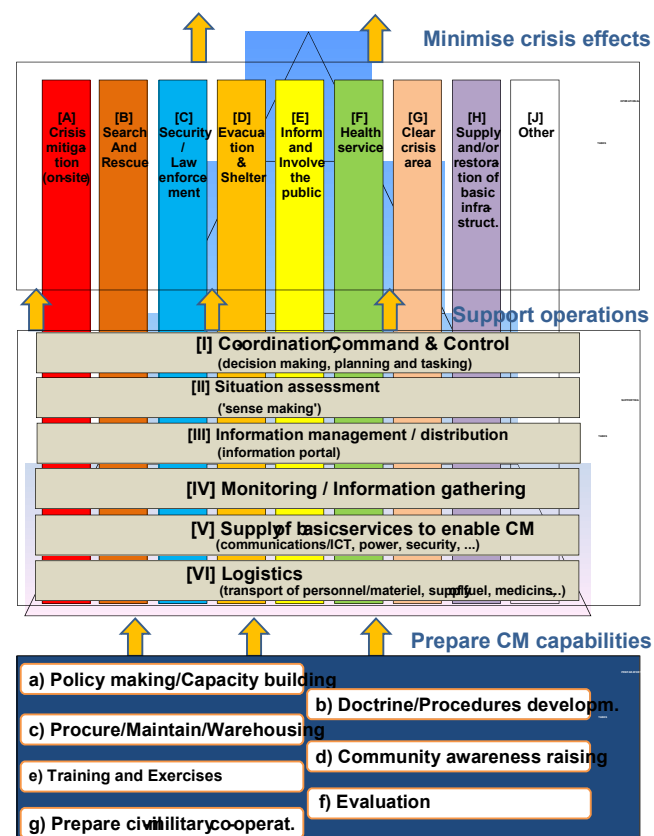 Minimise crisis effects
[A]
Crisis
mitiga
tion
(on-site)
[B]
Search
And
Rescue
[C]
Security
/
Law
enforce
ment
[D]
Evacua
tion
&
Shelter
[E]
Inform
and
Involve
the
public
[F]
Health
service
[G]
Clear
crisis
area
[H]
Supply
and/or
restora
tion of
basic
infra-
struct.
[J]
Other
Support operations
[I] Co-ordination, Command & Control
(decision making, planning and tasking)
[II] Situation assessment
('sense making')
[III] Information management / distribution
(information portal)
[IV] Monitoring / Information gathering
[V] Supply of basic services to enable CM
(communications/ICT, power, security, ...)
[VI] Logistics
(transport of personnel/materiel, supply of fuel, medicins, ..)
Prepare CM capabilities
a) Policy making/Capacity building
b) Doctrine/Procedures developm.
c) Procure/Maintain/Warehousing
d) Community awareness raising
e) Training and Exercises
f) Evaluation
g) Prepare civil-military co-operat.